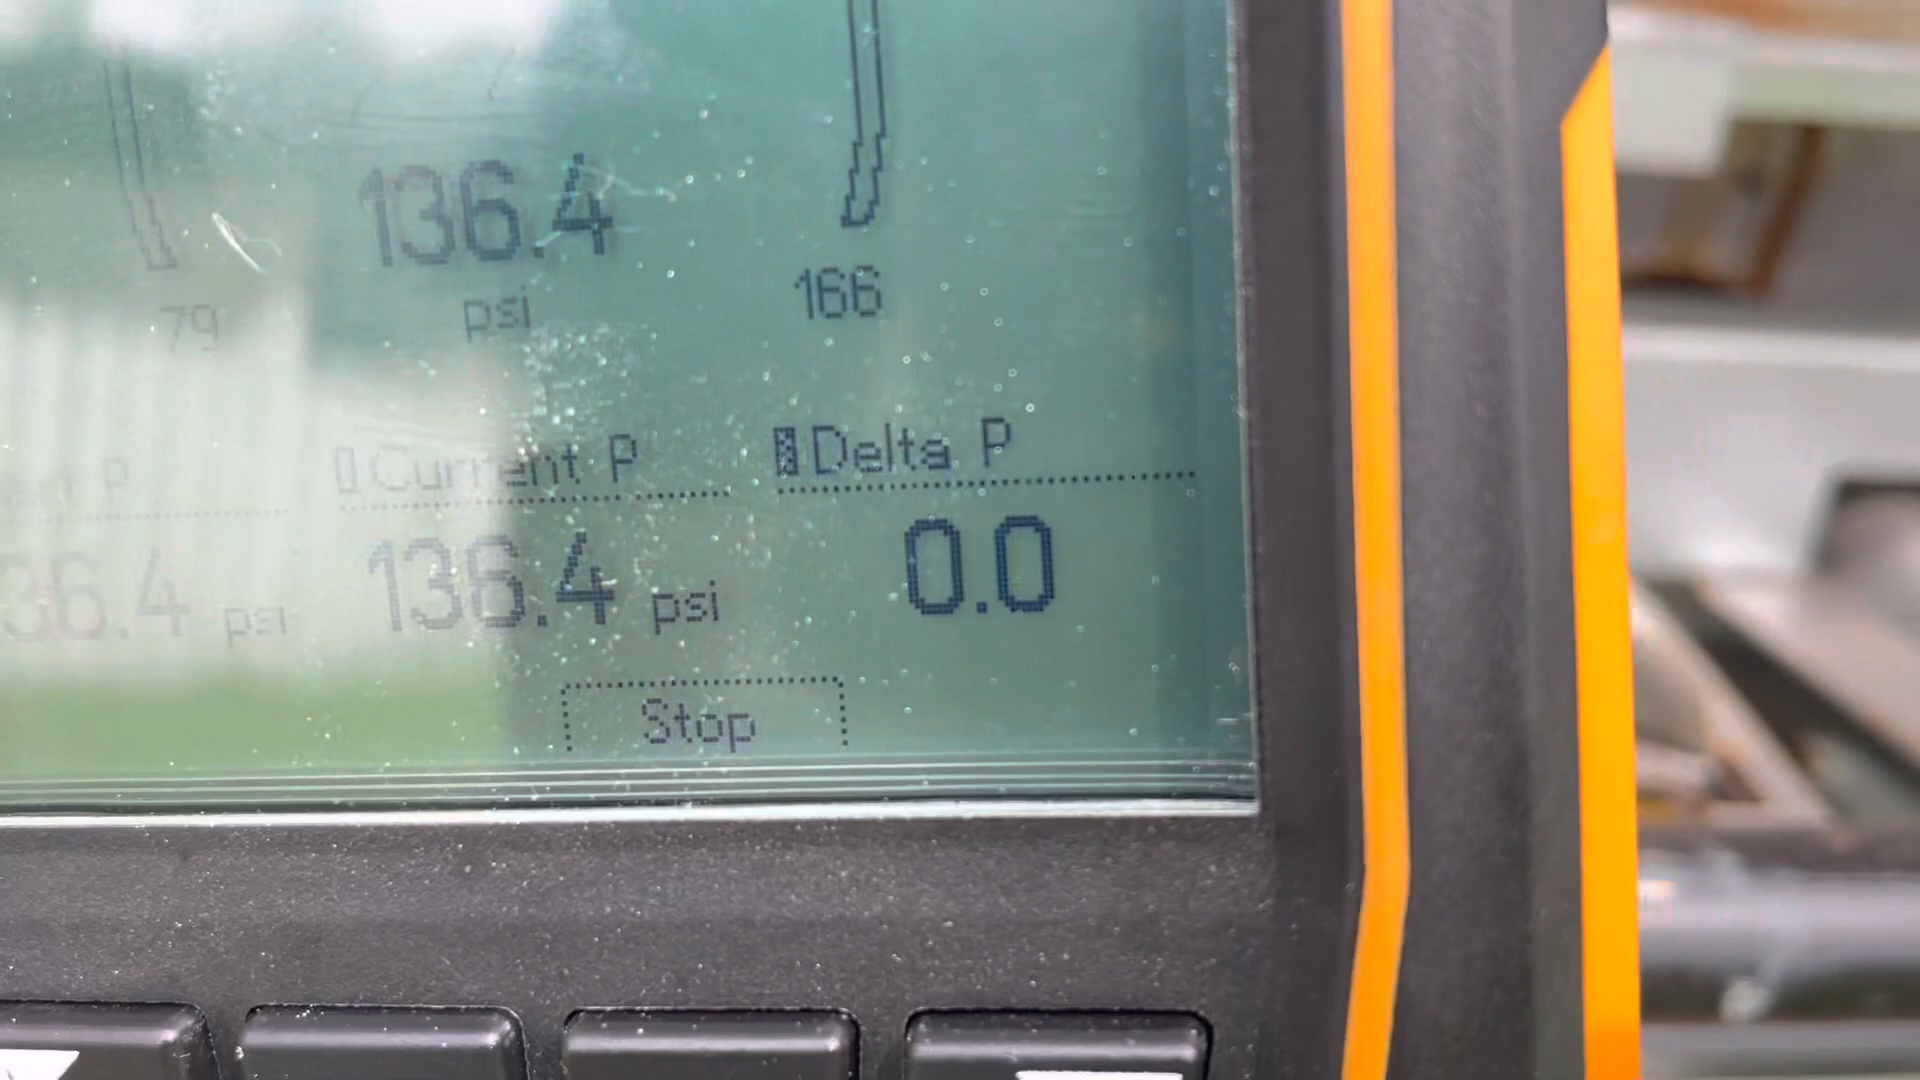 136.4
psi
79
166
Current P
Delta P
36.4 psi
136.4 psi
0.0
Stop